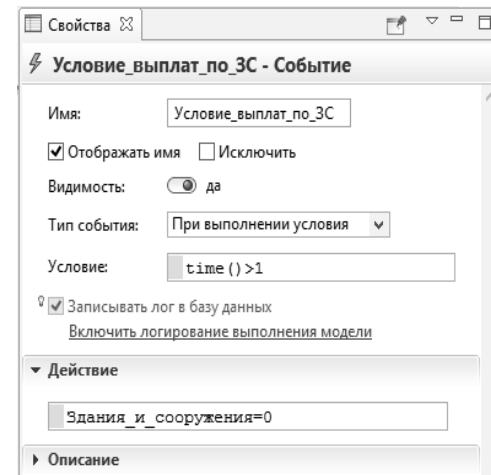 Свойства
Условие_выплат_по_ЗС - Событие
Имя: Условие_выплат_по_ЗС
Отображать имя Исключить
Видимость: да
Тип события: При выполнении условия
Условие: time()>1
Записывать лог в базу данных
Включить логирование выполнения модели
Действие
Здания_и_сооружения=0
Описание